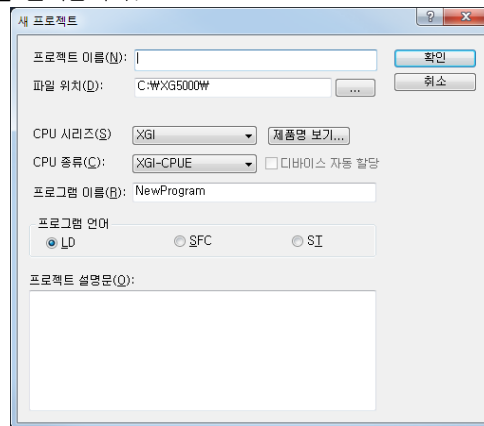 새 프로젝트
프로젝트 이름(N):
확인
파일 위치(D): C:₩XG5000₩ ...
취소
CPU 시리즈(S) XGI 제품명 보기...
CPU 종류(C): XGI-CPUE 디바이스 자동 할당
프로그램 이름(R): NewProgram
프로그램 언어
LD SFC ST
프로젝트 설명문(O):